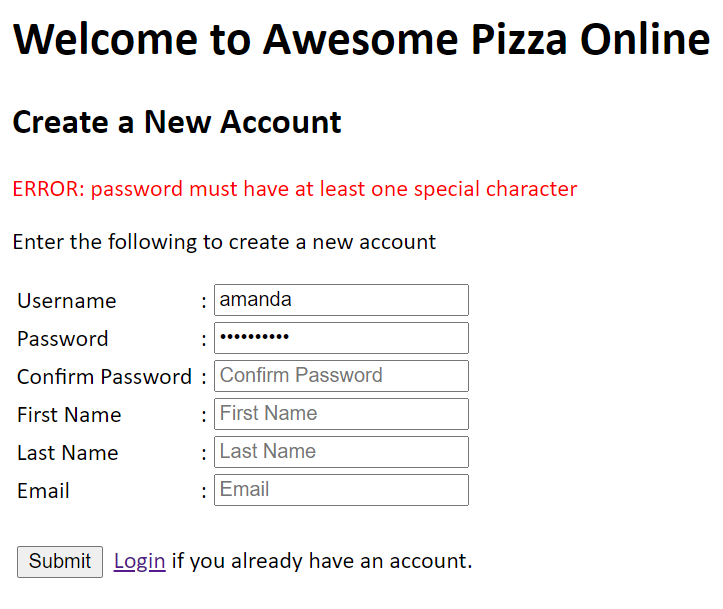 Welcome to Awesome Pizza Online
Create a New Account
ERROR: password must have at least one special character
Enter the following to create a new account
Username : amanda
Password : ••••••••••
Confirm Password : Confirm Password
First Name : First Name
Last Name : Last Name
Email : Email
Submit Login if you already have an account.